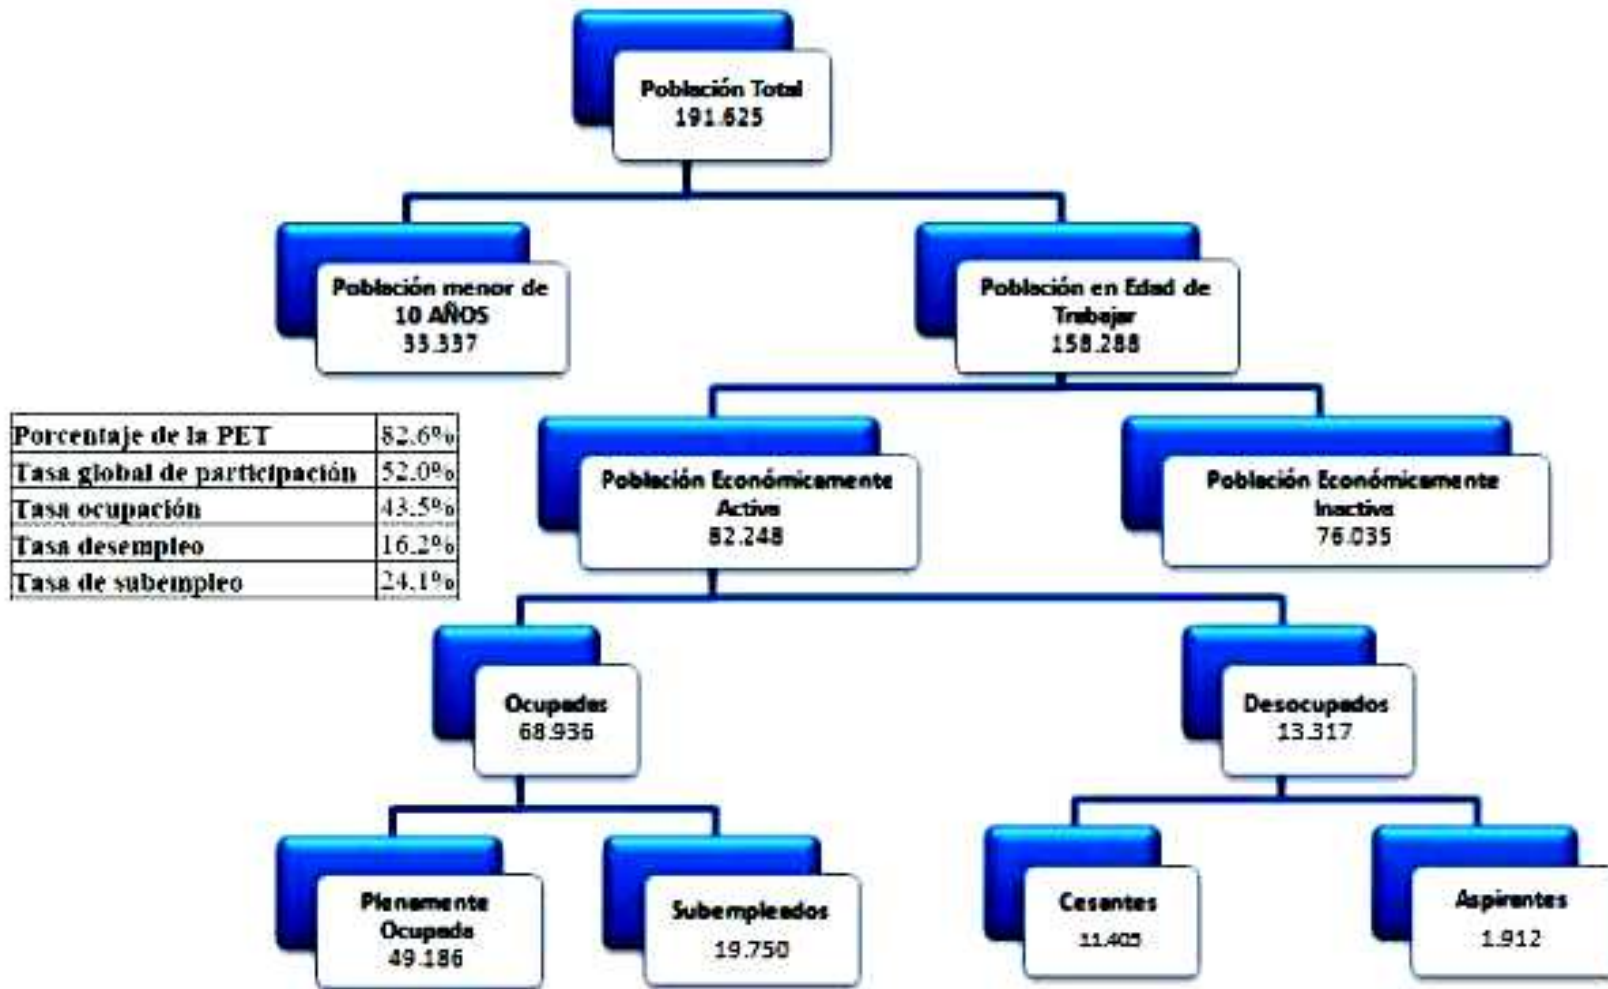 Población Total
191.625
Población menor de
10 AÑOS
33.337
Población en Edad de
Trabajar
158.288
Porcentaje de la PET 82.6%
Tasa global de participación 52.0%
Tasa ocupación 43.5%
Tasa desempleo 16.2%
Tasa de subempleo 24.1%
Población Económicamente
Activa
82.248
Población Económicamente
Inactiva
76.035
Ocupadas
68.936
Desocupados
13.317
Plenamente
Ocupada
49.186
Subempleados
19.750
Cesantes
11.405
Aspirantes
1.912